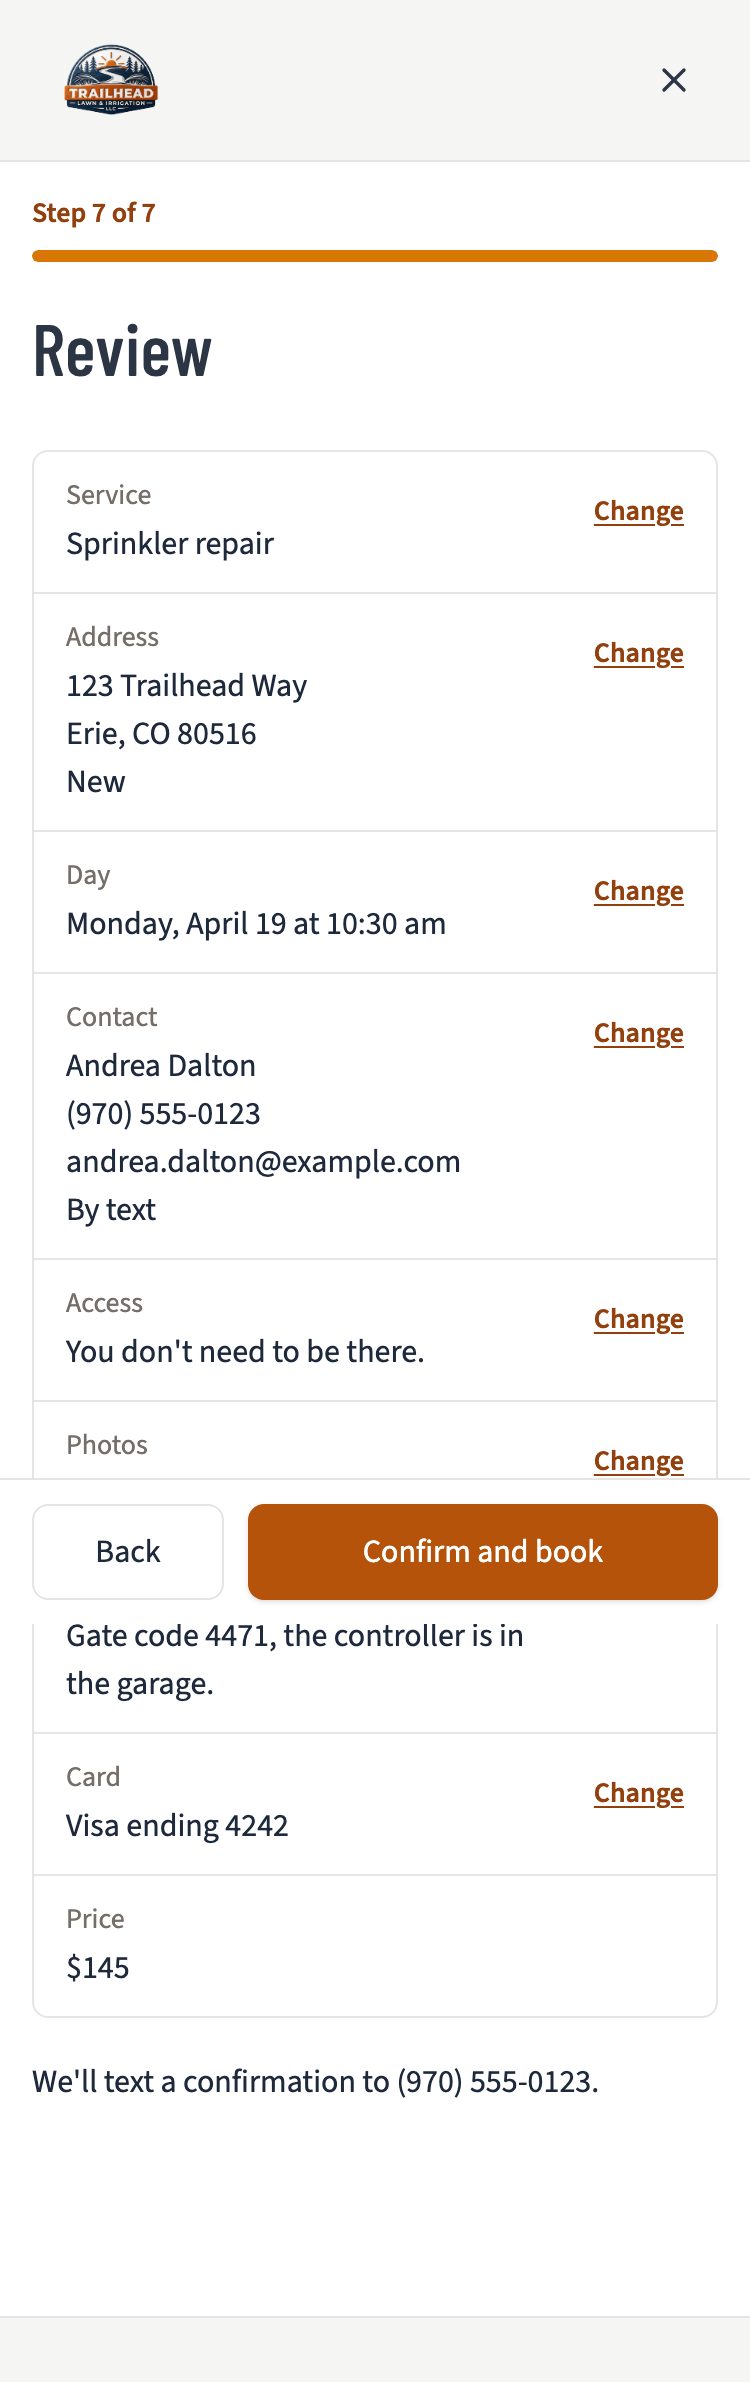 TRAILHEAD
LAWN & IRRIGATION
LLC
Step 7 of 7
Review
Service
Change
Sprinkler repair
Address
Change
123 Trailhead Way
Erie, CO 80516
New
Day
Change
Monday, April 19 at 10:30 am
Contact
Change
Andrea Dalton
(970) 555-0123
andrea.dalton@example.com
By text
Access
Change
You don't need to be there.
Photos
Change
Back
Confirm and book
Gate code 4471, the controller is in
the garage.
Card
Change
Visa ending 4242
Price
$145
We'll text a confirmation to (970) 555-0123.